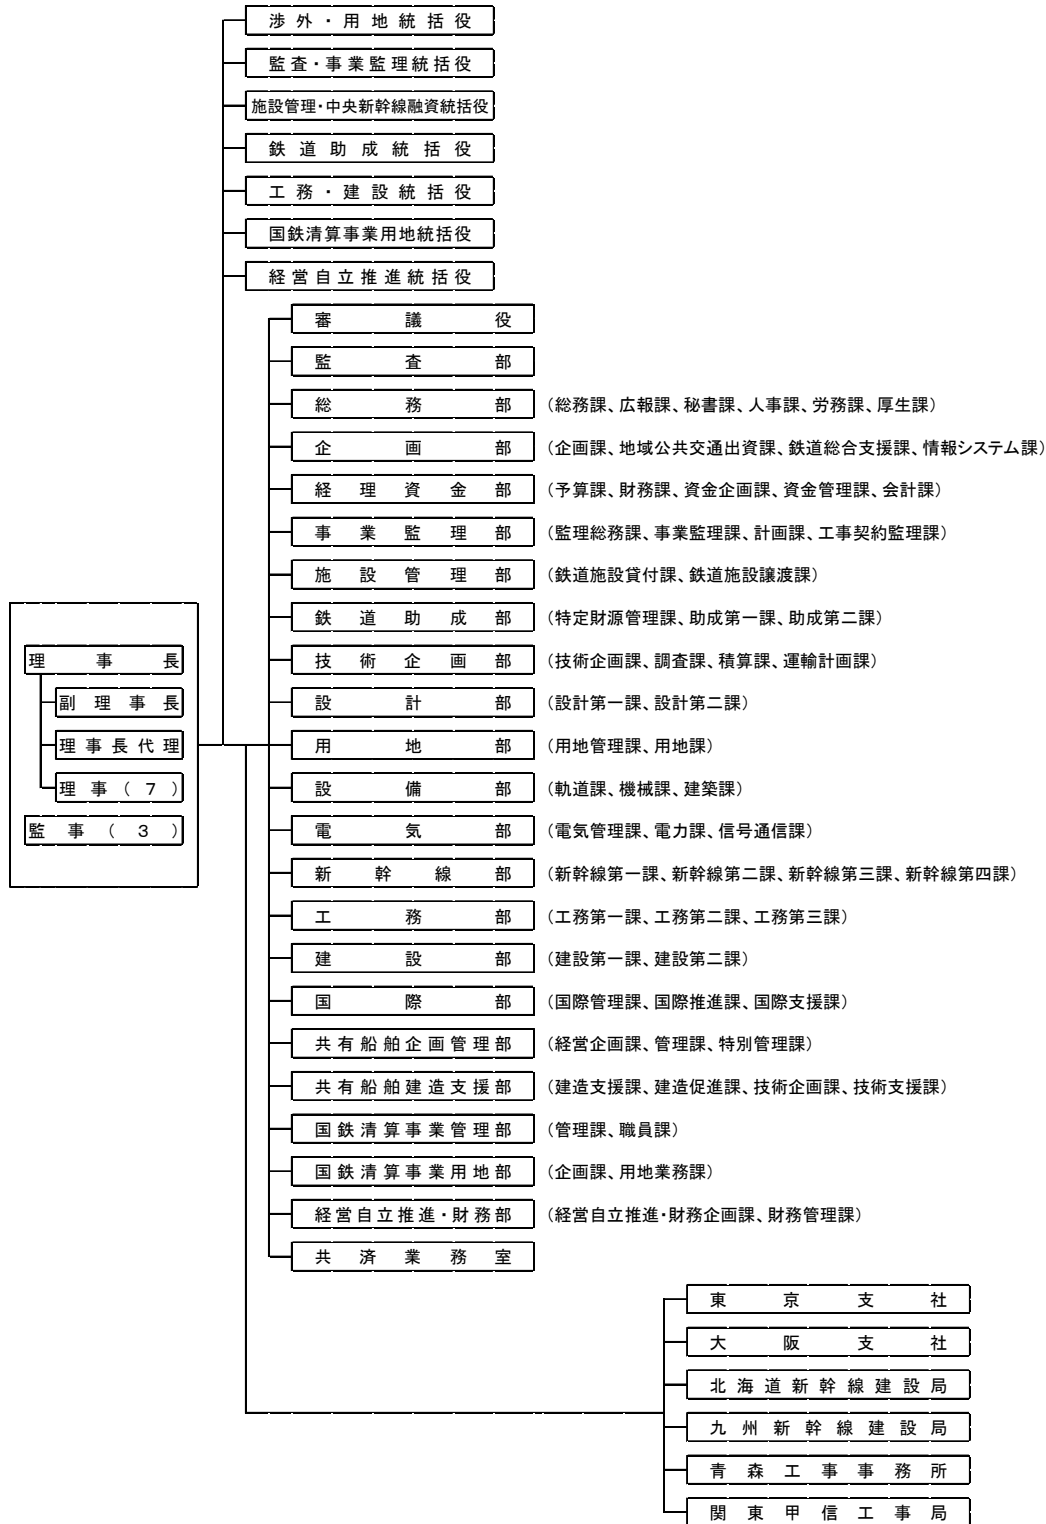 渉外・用地統括役
監査・事業監理統括役
施設管理・中央新幹線融資統括役
鉄道助成統括役
工務・建設統括役
国鉄清算事業用地統括役
経営自立推進統括役
審議役
監査部
総務部 (総務課、広報課、秘書課、人事課、労務課、厚生課)
企画部 (企画課、地域公共交通出資課、鉄道総合支援課、情報システム課)
経理資金部 (予算課、財務課、資金企画課、資金管理課、会計課)
事業監理部 (監理総務課、事業監理課、計画課、工事契約監理課)
施設管理部 (鉄道施設貸付課、鉄道施設譲渡課)
鉄道助成部 (特定財源管理課、助成第一課、助成第二課)
理事長
技術企画部 (技術企画課、調査課、積算課、運輸計画課)
副理事長
設計部 (設計第一課、設計第二課)
理事長代理
用地部 (用地管理課、用地課)
理事(7)
設備部 (軌道課、機械課、建築課)
監事(3)
電気部 (電気管理課、電力課、信号通信課)
新幹線部 (新幹線第一課、新幹線第二課、新幹線第三課、新幹線第四課)
工務部 (工務第一課、工務第二課、工務第三課)
建設部 (建設第一課、建設第二課)
国際部 (国際管理課、国際推進課、国際支援課)
共有船舶企画管理部 (経営企画課、管理課、特別管理課)
共有船舶建造支援部 (建造支援課、建造促進課、技術企画課、技術支援課)
国鉄清算事業管理部 (管理課、職員課)
国鉄清算事業用地部 (企画課、用地業務課)
経営自立推進・財務部 (経営自立推進・財務企画課、財務管理課)
共済業務室
東京支社
大阪支社
北海道新幹線建設局
九州新幹線建設局
青森工事事務所
関東甲信工事局